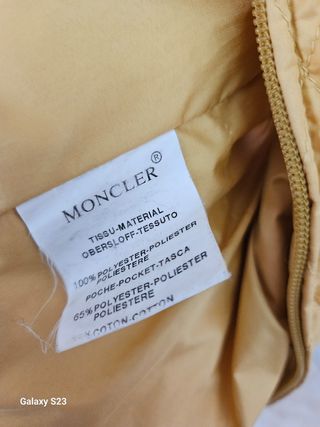 MONCLER®
TISSU-MATERIAL
OBERSLOFF-TESSUTO
100% POLYESTER-POLIESTER
POLIESTERE
POCHE-POCKET-TASCA
65% POLYESTER-POLIESTER
POLIESTERE
COTON-COTTON
Galaxy S23